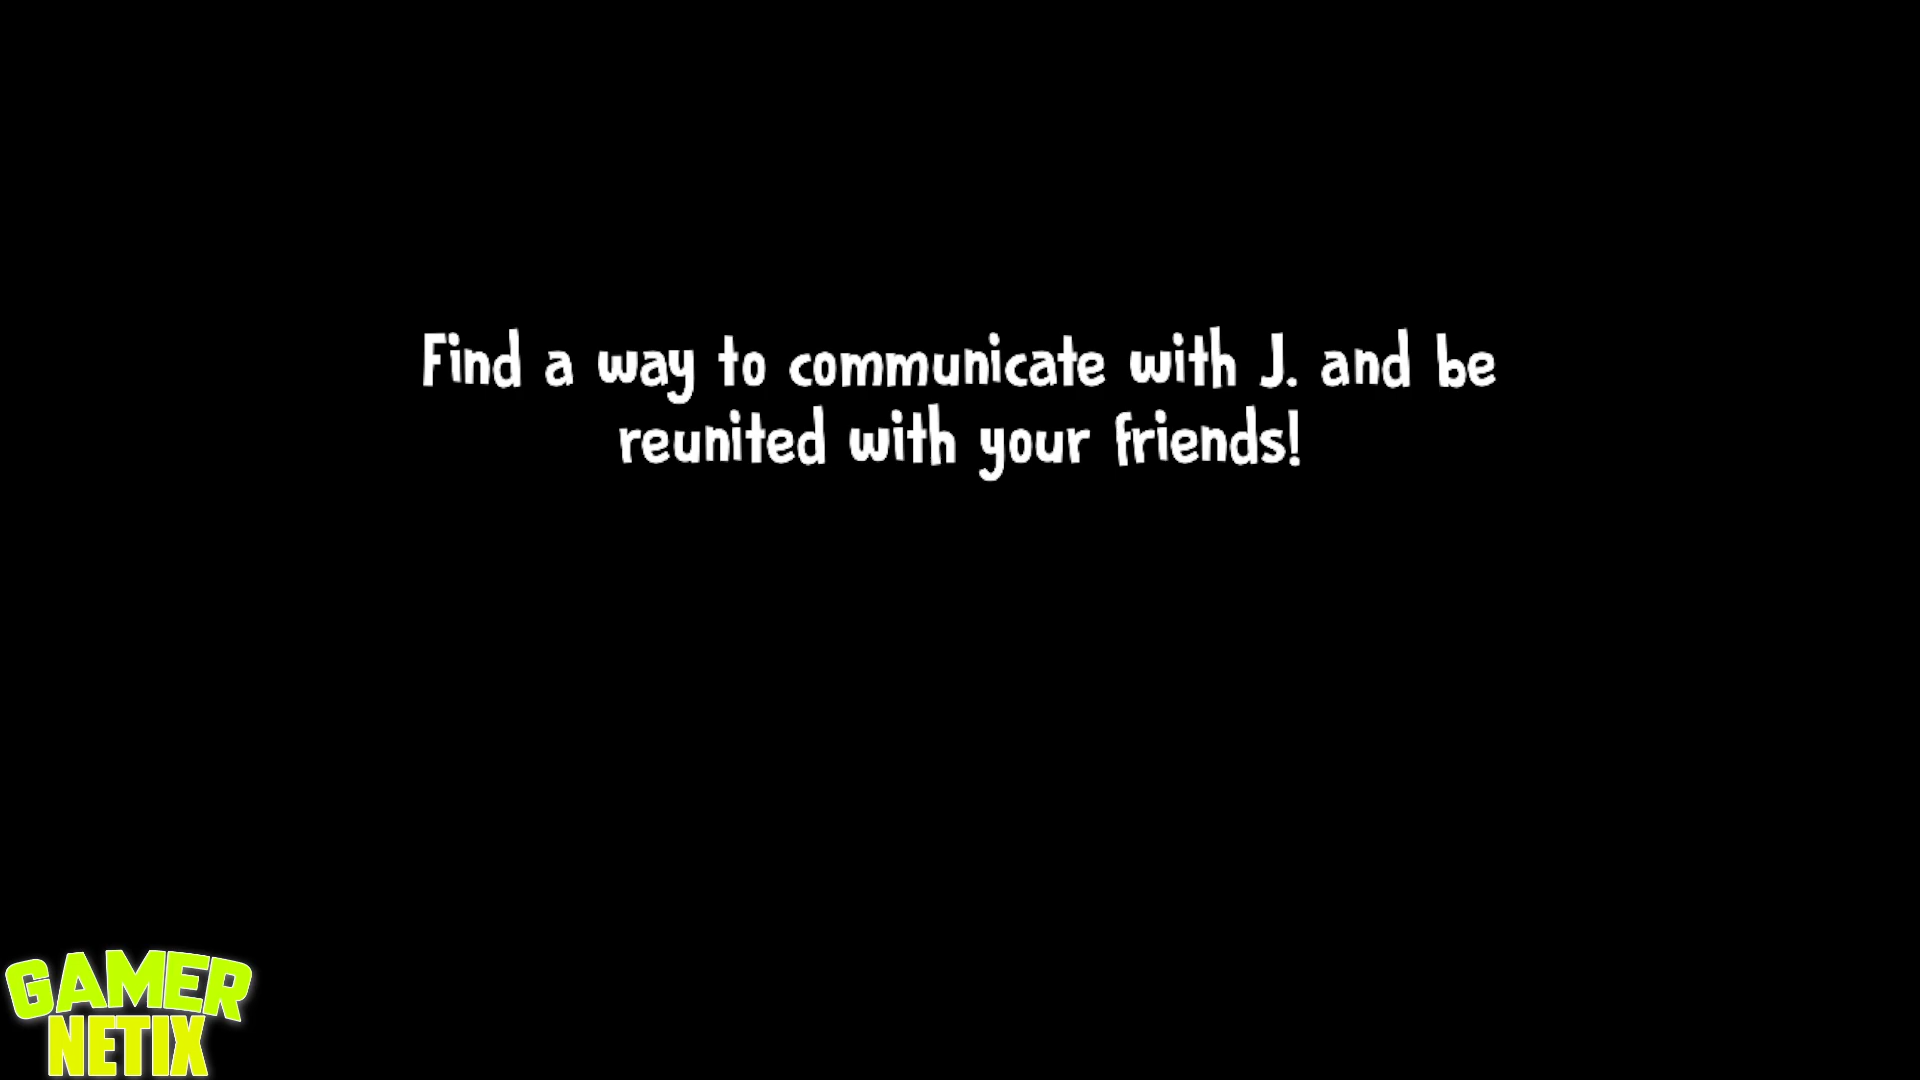 Find a way to communicate with J. and be
reunited with your friends!
GAMER
NETIX